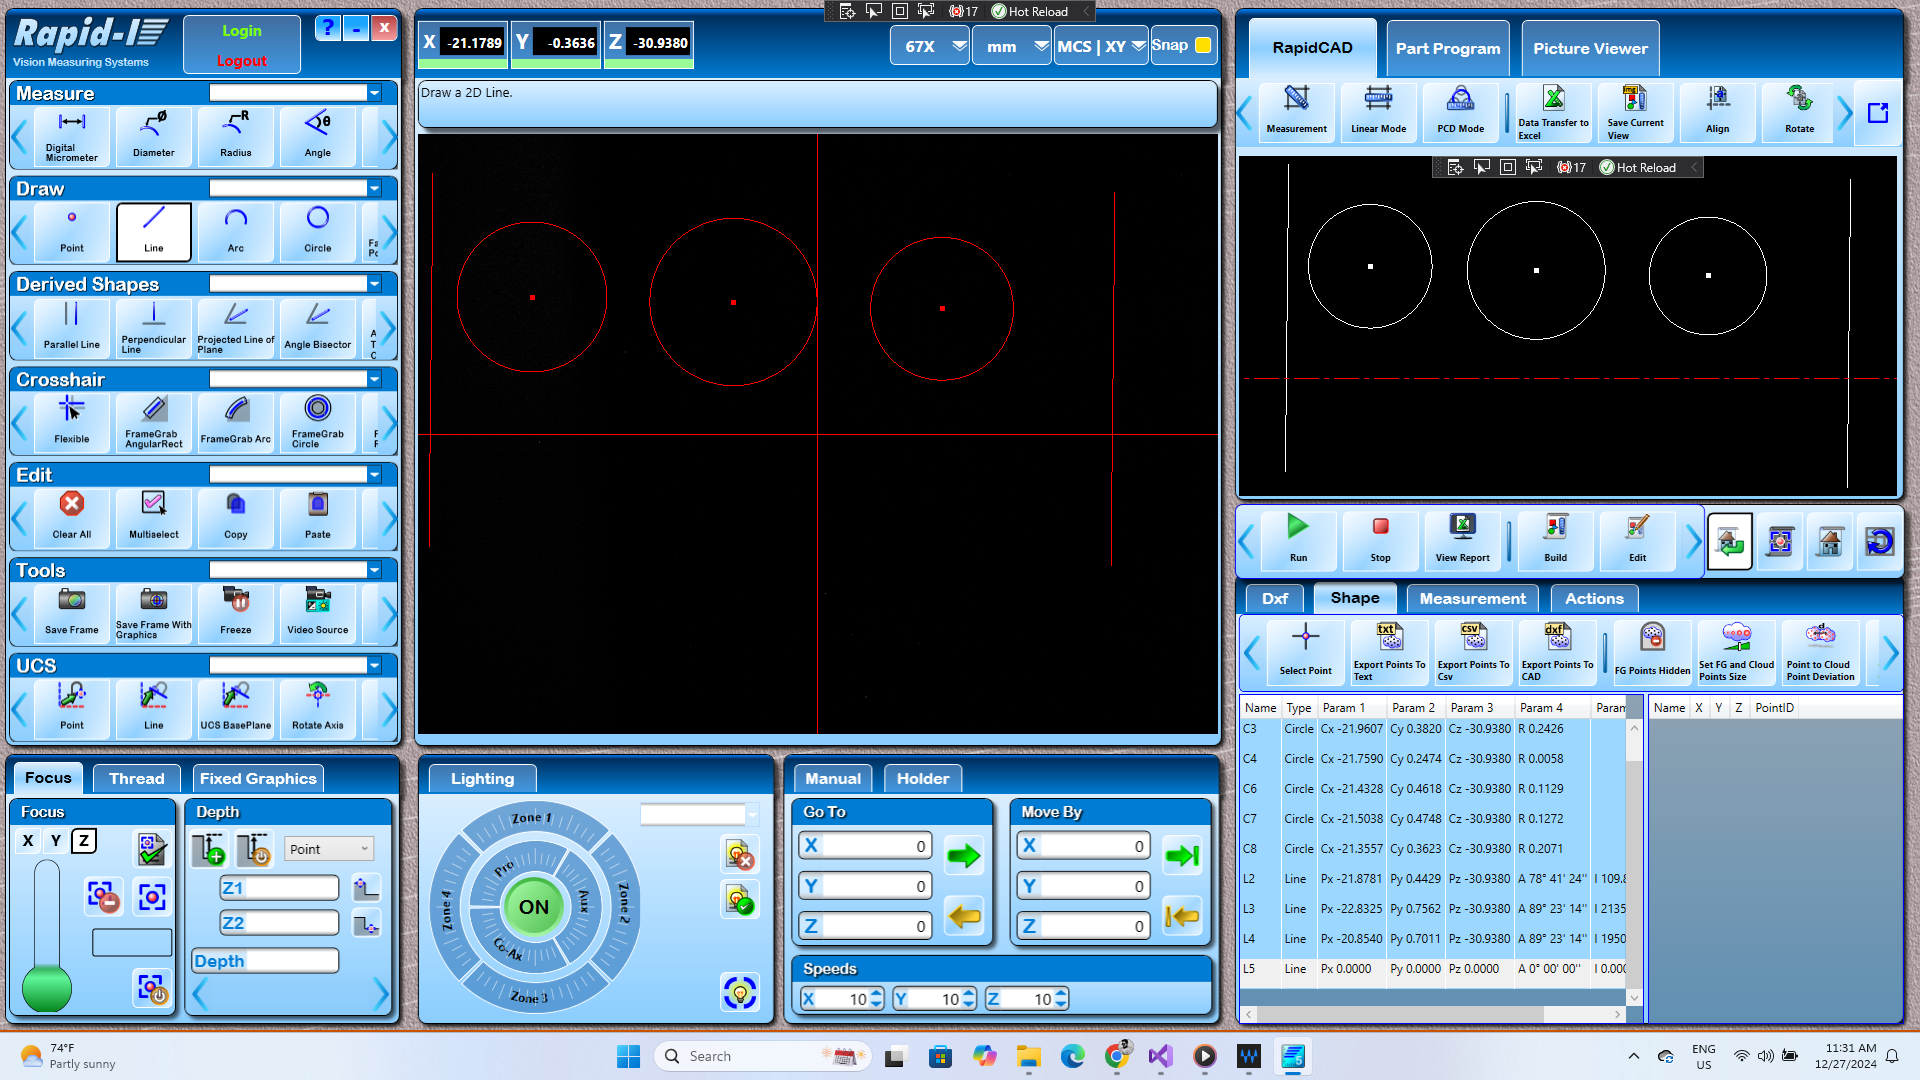 Rapid-I
Vision Measuring Systems
Login
Logout
?
-
x
X -21.1789 Y -0.3636 Z -30.9380
17 Hot Reload
67X mm MCS | XY Snap
Draw a 2D Line.
Measure
Digital Micrometer
Diameter
Radius
Angle
Draw
Point
Line
Arc
Circle
Derived Shapes
Parallel Line
Perpendicular Line
Projected Line of Plane
Angle Bisector
Crosshair
Flexible
FrameGrab AngularRect
FrameGrab Arc
FrameGrab Circle
Edit
Clear All
Multiselect
Copy
Paste
Tools
Save Frame
Save Frame With Graphics
Freeze
Video Source
UCS
Point
Line
UCS BasePlane
Rotate Axis
Focus Thread Fixed Graphics
Focus
X Y Z
Depth
Point
Z1
Z2
Depth
Lighting
Zone 1
Zone 2
Zone 3
Zone 4
Pro
Aux
Co-Ax
ON
Manual Holder
Go To
X 0
Y 0
Z 0
Move By
X 0
Y 0
Z 0
Speeds
X 10 Y 10 Z 10
RapidCAD Part Program Picture Viewer
Measurement
Linear Mode
PCD Mode
Data Transfer to Excel
Save Current View
Align
Rotate
17 Hot Reload
Run
Stop
View Report
Build
Edit
Dxf Shape Measurement Actions
Select Point
txt Export Points To Text
csv Export Points To Csv
dxf Export Points To CAD
FG Points Hidden
Set FG and Cloud Points Size
Point to Cloud Point Deviation
Name Type Param 1 Param 2 Param 3 Param 4 Param
C3 Circle Cx -21.9607 Cy 0.3820 Cz -30.9380 R 0.2426
C4 Circle Cx -21.7590 Cy 0.2474 Cz -30.9380 R 0.0058
C6 Circle Cx -21.4328 Cy 0.4618 Cz -30.9380 R 0.1129
C7 Circle Cx -21.5038 Cy 0.4748 Cz -30.9380 R 0.1272
C8 Circle Cx -21.3557 Cy 0.3623 Cz -30.9380 R 0.2071
L2 Line Px -21.8781 Py 0.4429 Pz -30.9380 A 78° 41' 24'' l 109.8
L3 Line Px -22.8325 Py 0.7562 Pz -30.9380 A 89° 23' 14'' l 2135
L4 Line Px -20.8540 Py 0.7011 Pz -30.9380 A 89° 23' 14'' l 1950
L5 Line Px 0.0000 Py 0.0000 Pz 0.0000 A 0° 00' 00'' l 0.000
Name X Y Z PointID
74°F
Partly sunny
Search
ENG
US
11:31 AM
12/27/2024